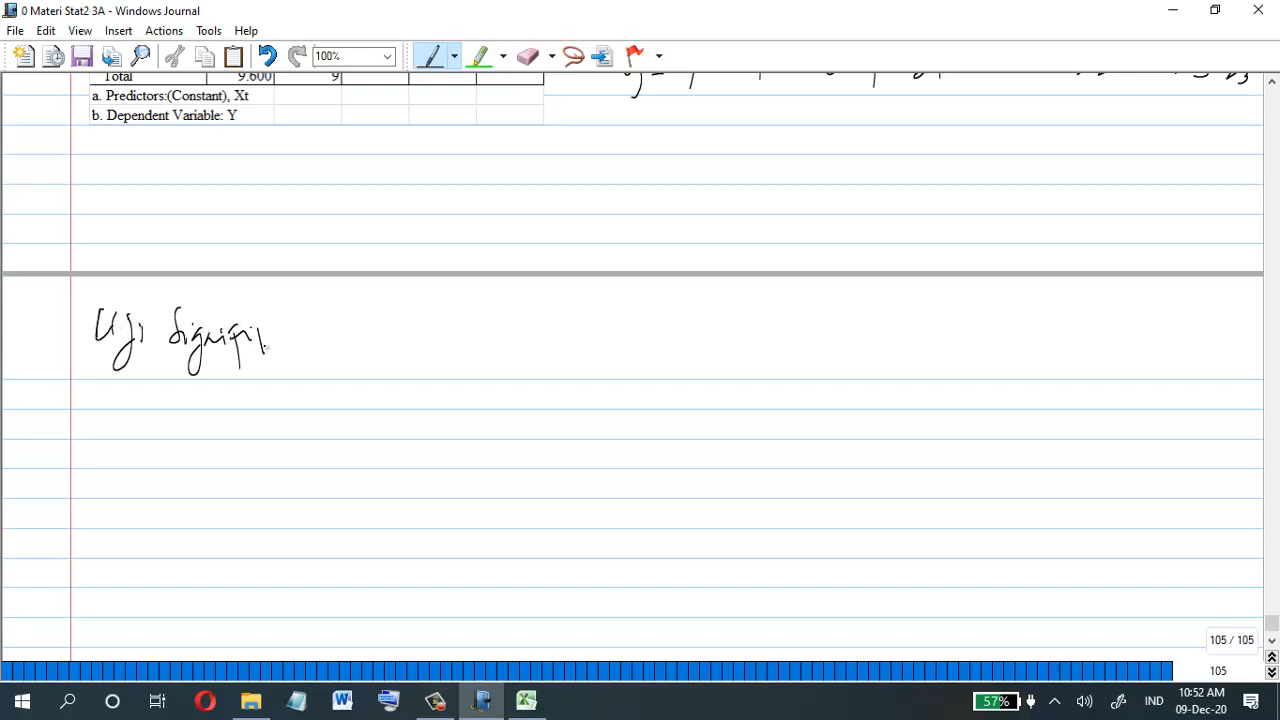 0 Materi Stat2 3A - Windows Journal
File Edit View Insert Actions Tools Help
100%
Total 9.600 9
a. Predictors:(Constant), Xt
b. Dependent Variable: Y
Uji Signifik
105 / 105
105
57% IND 10:52 AM
09-Dec-20